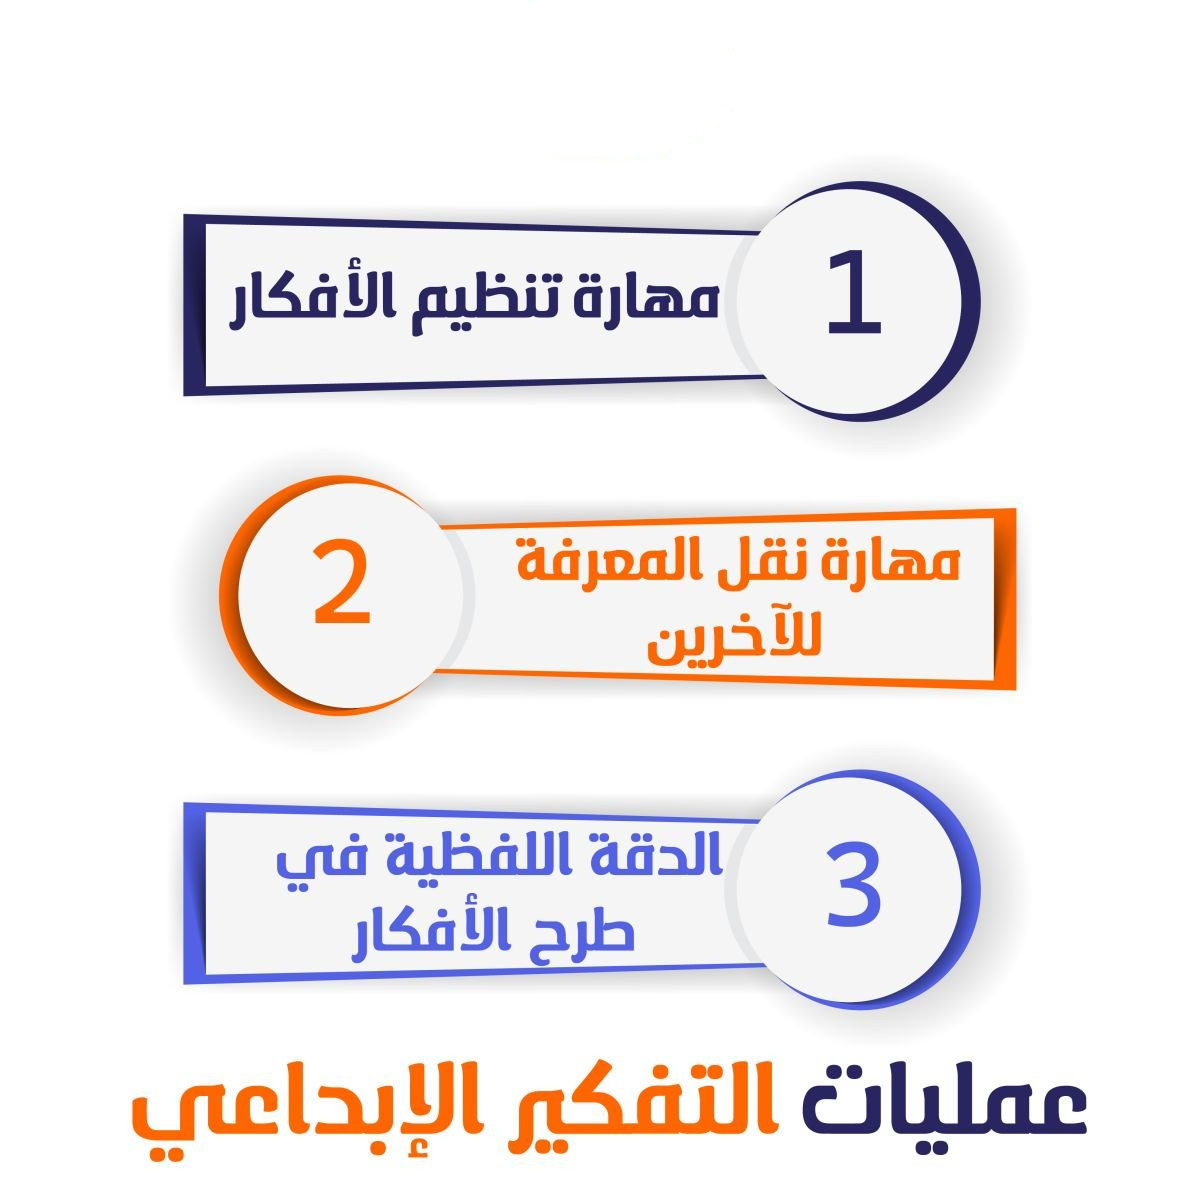 1
مهارة تنظيم الأفكار
2
مهارة نقل المعرفة
للآخرين
3
الدقة اللفظية في
طرح الأفكار
عمليات التفكير الإبداعي